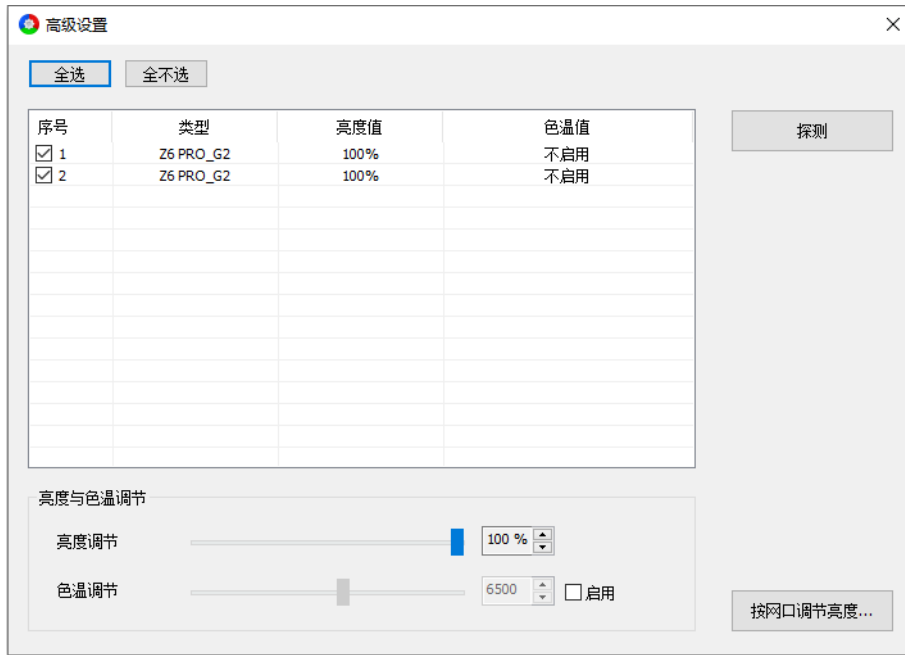 高级设置
全选 全不选
序号 类型 亮度值 色温值
1 Z6 PRO_G2 100% 不启用
2 Z6 PRO_G2 100% 不启用
探测
亮度与色温调节
亮度调节 100 %
色温调节 6500 启用
按网口调节亮度...